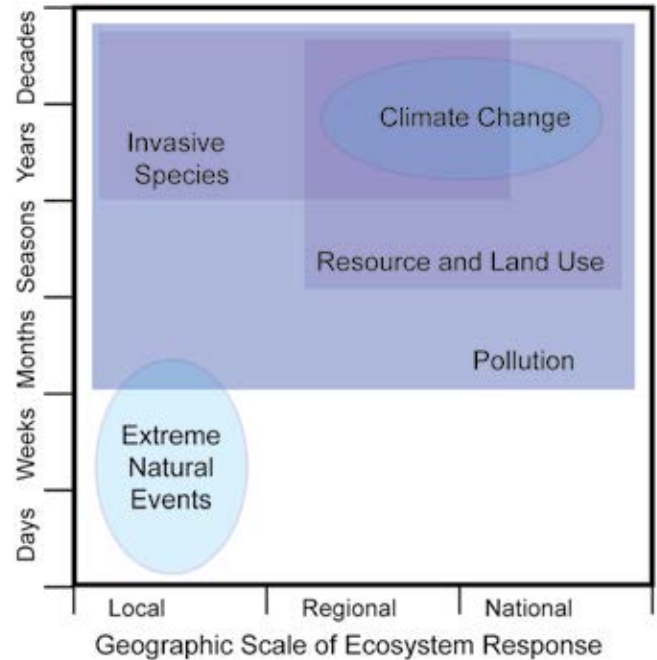 Decades
Years
Seasons
Months
Weeks
Days
Climate Change
Invasive
Species
Resource and Land Use
Pollution
Extreme
Natural
Events
Local
Regional
National
Geographic Scale of Ecosystem Response